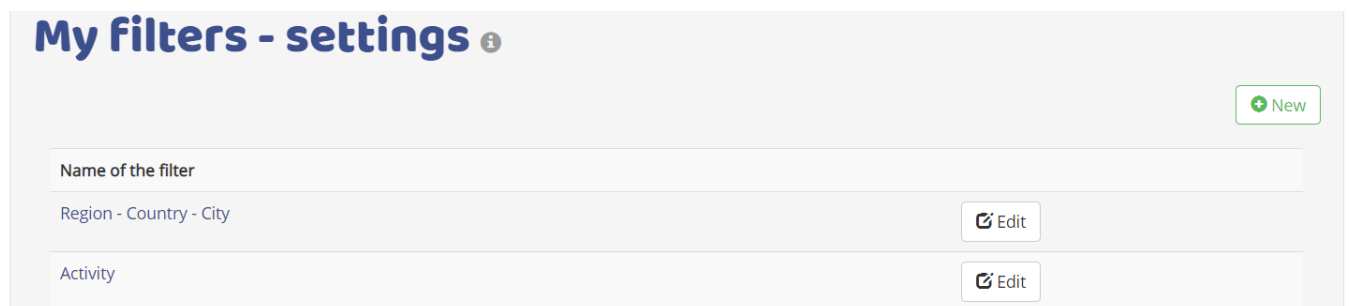 My filters - settings
New
Name of the filter
Region - Country - City
Edit
Activity
Edit